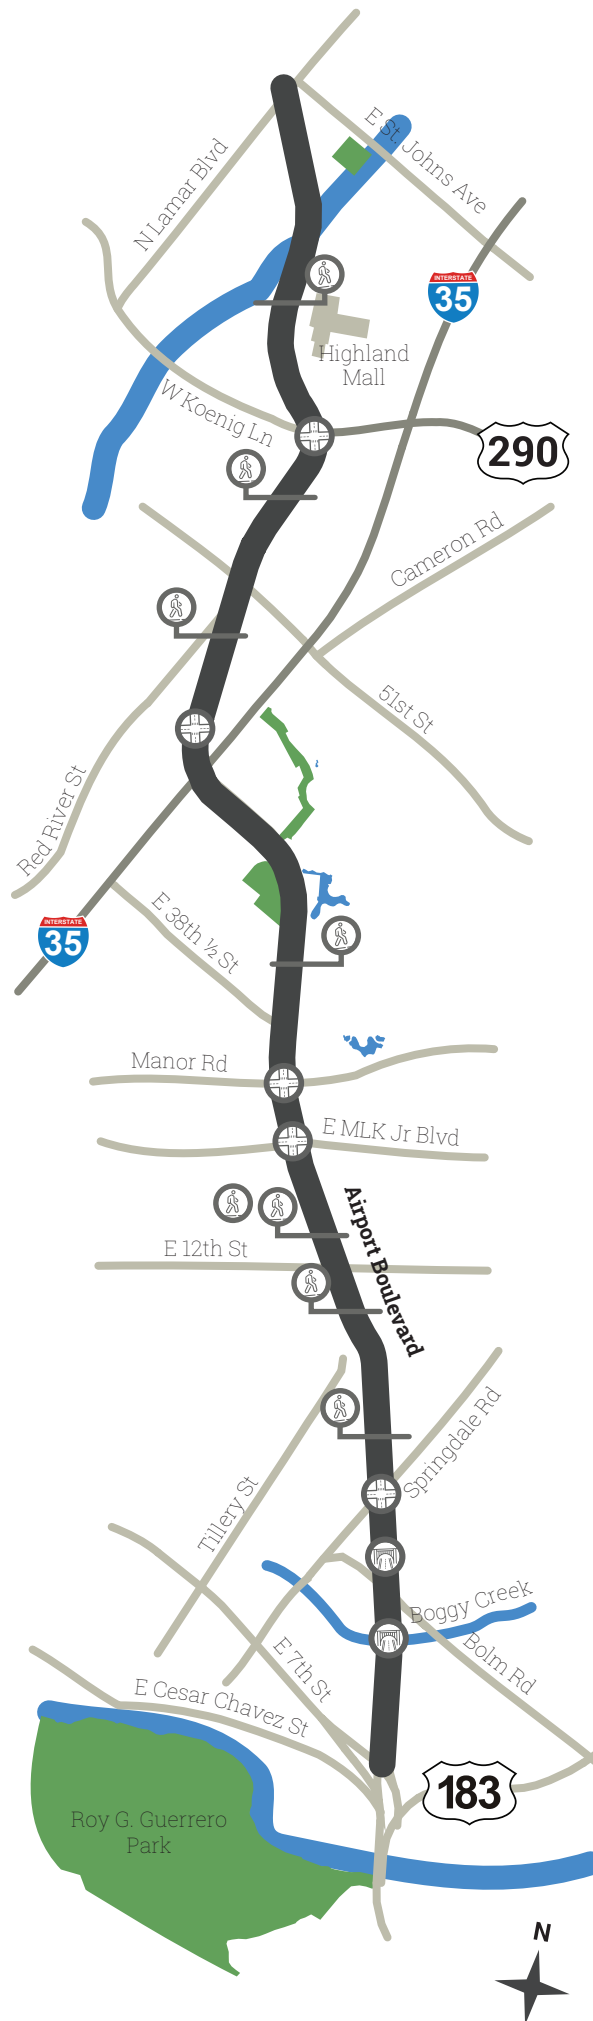 E St. Johns Ave
N Lamar Blvd
INTERSTATE
35
Highland
Mall
W Koenig Ln
290
Cameron Rd
51st St
Red River St
E 38th ½ St
INTERSTATE
35
Manor Rd
E MLK Jr Blvd
Airport Boulevard
E 12th St
Springdale Rd
Tillery St
Boggy Creek
Bolm Rd
E 7th St
E Cesar Chavez St
183
Roy G. Guerrero
Park
N